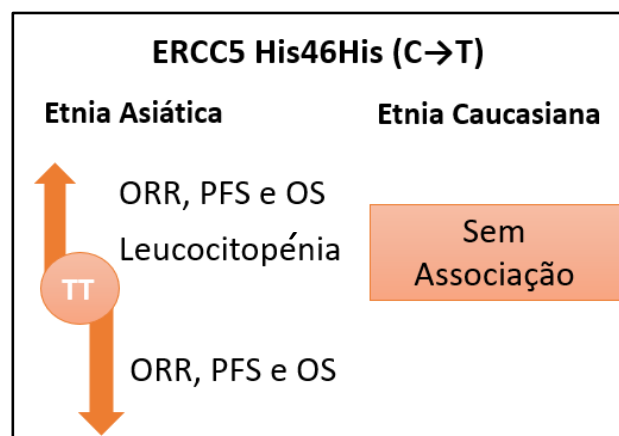 ERCC5 His46His (C→T)
Etnia Asiática
Etnia Caucasiana
ORR, PFS e OS
Leucocitopénia
TT
ORR, PFS e OS
Sem
Associação